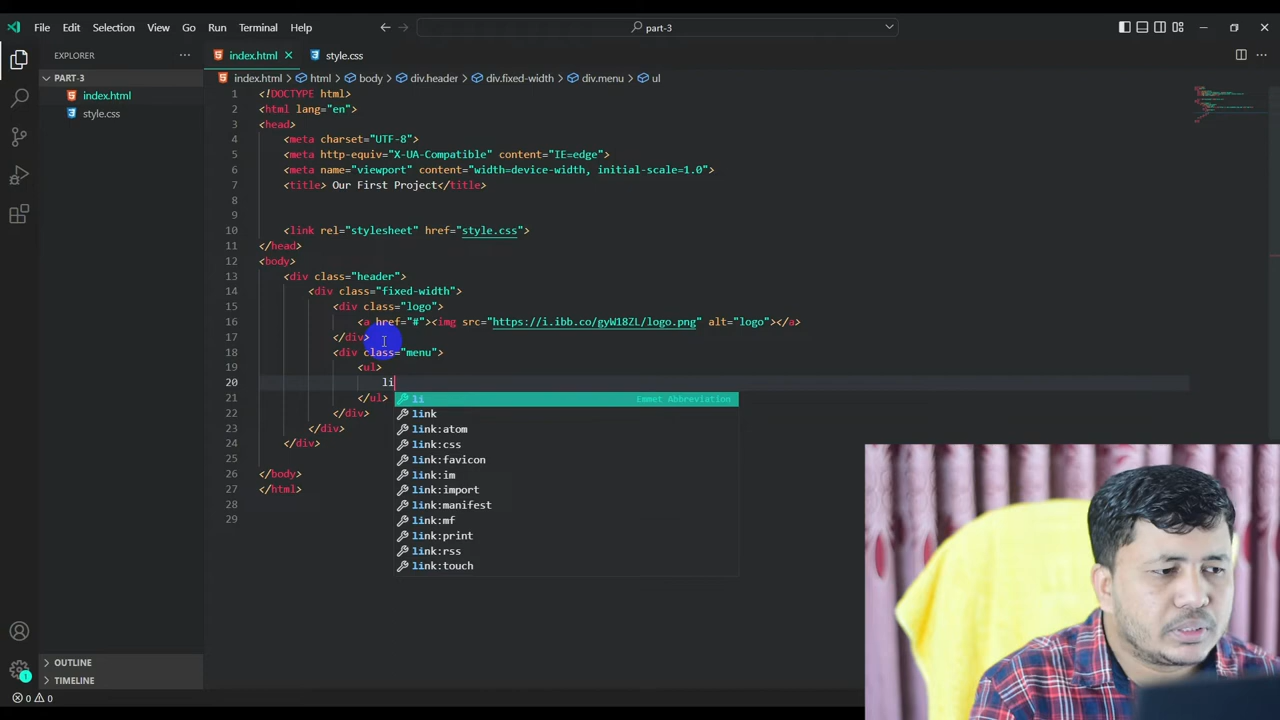 File Edit Selection View Go Run Terminal Help
part-3
EXPLORER
index.html
style.css
PART-3
index.html
style.css
index.html > html > body > div.header > div.fixed-width > div.menu > ul
1 <!DOCTYPE html>
2 <html lang="en">
3 <head>
4 <meta charset="UTF-8">
5 <meta http-equiv="X-UA-Compatible" content="IE=edge">
6 <meta name="viewport" content="width=device-width, initial-scale=1.0">
7 <title> Our First Project</title>
8
9
10 <link rel="stylesheet" href="style.css">
11 </head>
12 <body>
13 <div class="header">
14 <div class="fixed-width">
15 <div class="logo">
16 <a href="#"><img src="https://i.ibb.co/gyW18ZL/logo.png" alt="logo"></a>
17 </div>
18 <div class="menu">
19 <ul>
20 li
21 </ul>
22 </div>
23 </div>
24 </div>
25
26 </body>
27 </html>
28
29
li Emmet Abbreviation
link
link:atom
link:css
link:favicon
link:im
link:import
link:manifest
link:mf
link:print
link:rss
link:touch
OUTLINE
TIMELINE
1
0 0